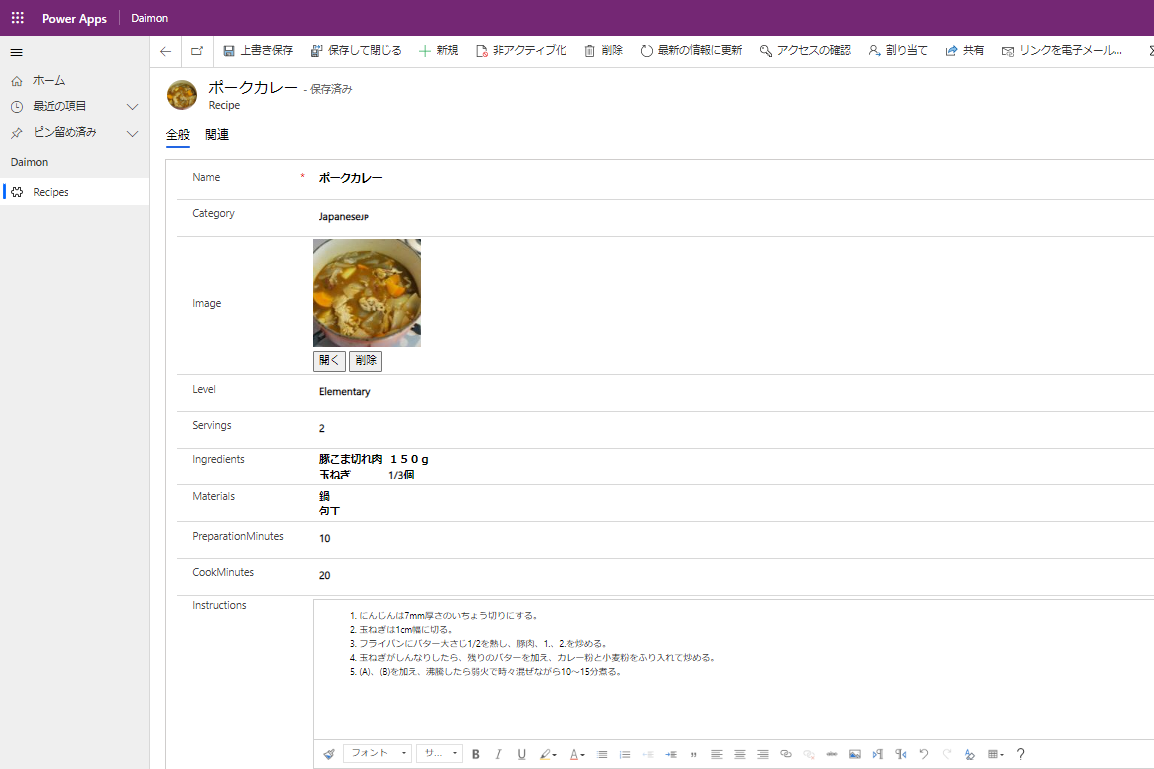 Power Apps Daimon
上書き保存 保存して閉じる 新規 非アクティブ化 削除 最新の情報に更新 アクセスの確認 割り当て 共有 リンクを電子メール...
ホーム
最近の項目
ピン留め済み
Daimon
Recipes
ポークカレー - 保存済み
Recipe
全般 関連
Name * ポークカレー
Category JapaneseJP
Image
開く 削除
Level Elementary
Servings 2
Ingredients 豚こま切れ肉 １５０ｇ
玉ねぎ 1/3個
Materials 鍋
PreparationMinutes 10
CookMinutes 20
Instructions
1. にんじんは7mm厚さのいちょう切りにする。
2. 玉ねぎは1cm幅に切る。
3. フライパンにバター大さじ1/2を熱し、豚肉、1.、2.を炒める。
4. 玉ねぎがしんなりしたら、残りのバターを加え、カレー粉と小麦粉をふり入れて炒める。
5. (A)、(B)を加え、沸騰したら弱火で時々混ぜながら10～15分煮る。
フォント サ... B I U A ?